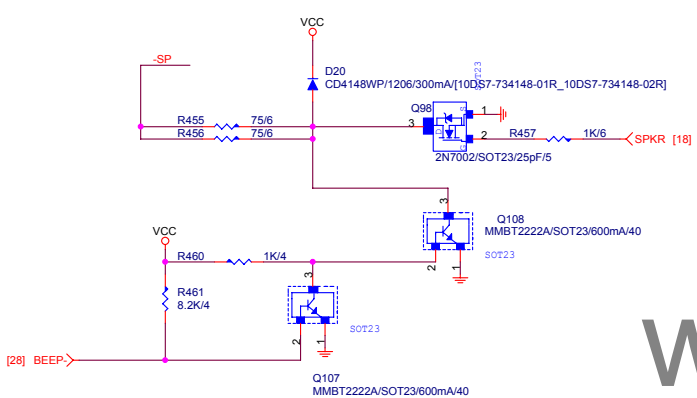 VCC
-SP
D20
CD4148WP/1206/300mA/[10DS7-734148-01R_10DS7-734148-02R]
SOT23
Q98
R455 75/6
R456 75/6
3
S
D
G
1
2
R457 1K/6
SPKR [18]
2N7002/SOT23/25pF/5
3
Q108
MMBT2222A/SOT23/600mA/40
SOT23
2
1
VCC
R460 1K/4
R461
8.2K/4
3
SOT23
2
1
[28] BEEP-
Q107
MMBT2222A/SOT23/600mA/40
W